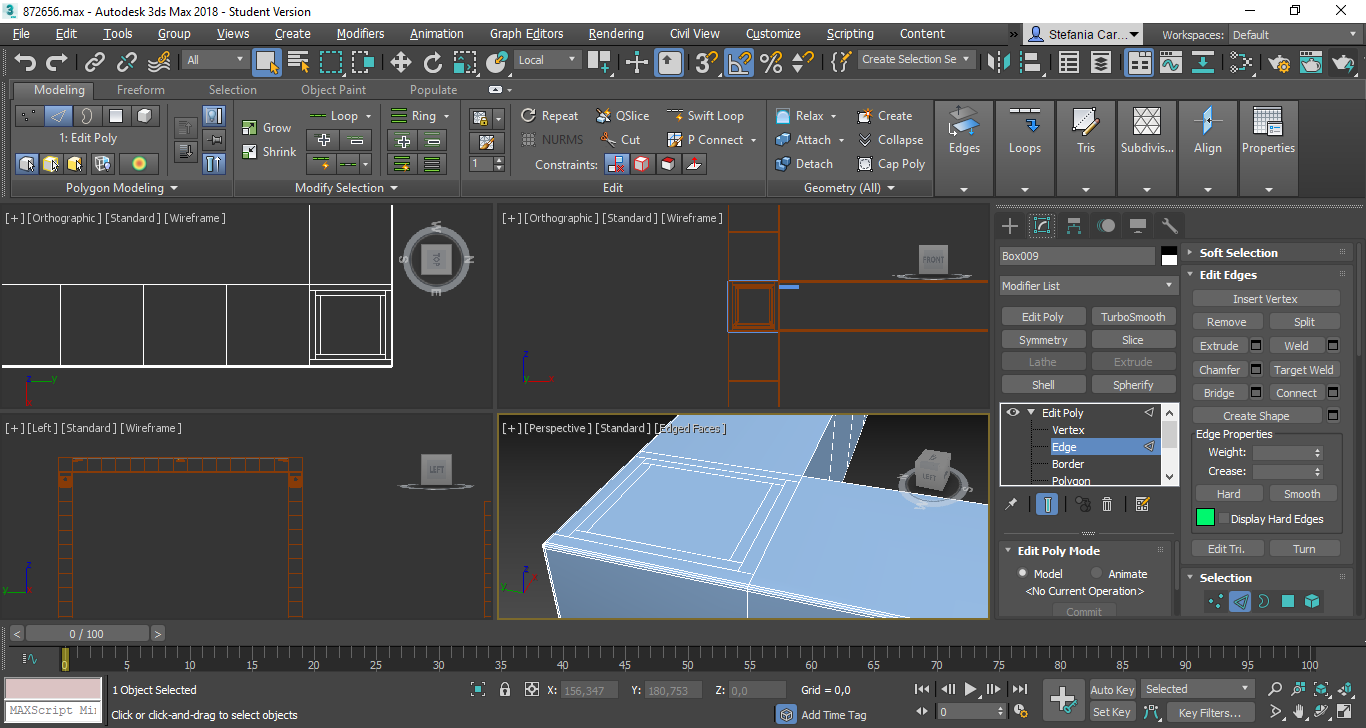 872656.max - Autodesk 3ds Max 2018 - Student Version
File Edit Tools Group Views Create Modifiers Animation Graph Editors Rendering Civil View Customize Scripting Content » Stefania Car... Workspaces: Default
All Local Create Selection Se
Modeling Freeform Selection Object Paint Populate
1: Edit Poly
Polygon Modeling
Grow
Shrink
Loop
Ring
Modify Selection
1
Repeat QSlice Swift Loop
NURMS Cut P Connect
Constraints:
Edit
Relax Create
Attach Collapse
Detach Cap Poly
Geometry (All)
Edges Loops Tris Subdivis... Align Properties
[+] [Orthographic] [Standard] [Wireframe]
W
S TOP N
E
z y
[+] [Orthographic] [Standard] [Wireframe]
FRONT
z
y x
[+] [Left] [Standard] [Wireframe]
LEFT
z
y
[+] [Perspective] [Standard] [Edged Faces]
LEFT
z
Box009
Modifier List
Edit Poly TurboSmooth
Symmetry Slice
Lathe Extrude
Shell Spherify
Edit Poly
Vertex
Edge
Border
Polygon
Edit Poly Mode
Model Animate
<No Current Operation>
Commit
Soft Selection
Edit Edges
Insert Vertex
Remove Split
Extrude Weld
Chamfer Target Weld
Bridge Connect
Create Shape
Edge Properties
Weight:
Crease:
Hard Smooth
Display Hard Edges
Edit Tri. Turn
Selection
< 0 / 100 >
0 5 10 15 20 25 30 35 40 45 50 55 60 65 70 75 80 85 90 95 100
1 Object Selected X: 156,347 Y: 180,753 Z: 0,0 Grid = 0,0 Auto Key Selected
MAXScript Min Click or click-and-drag to select objects Add Time Tag 0 Set Key Key Filters...